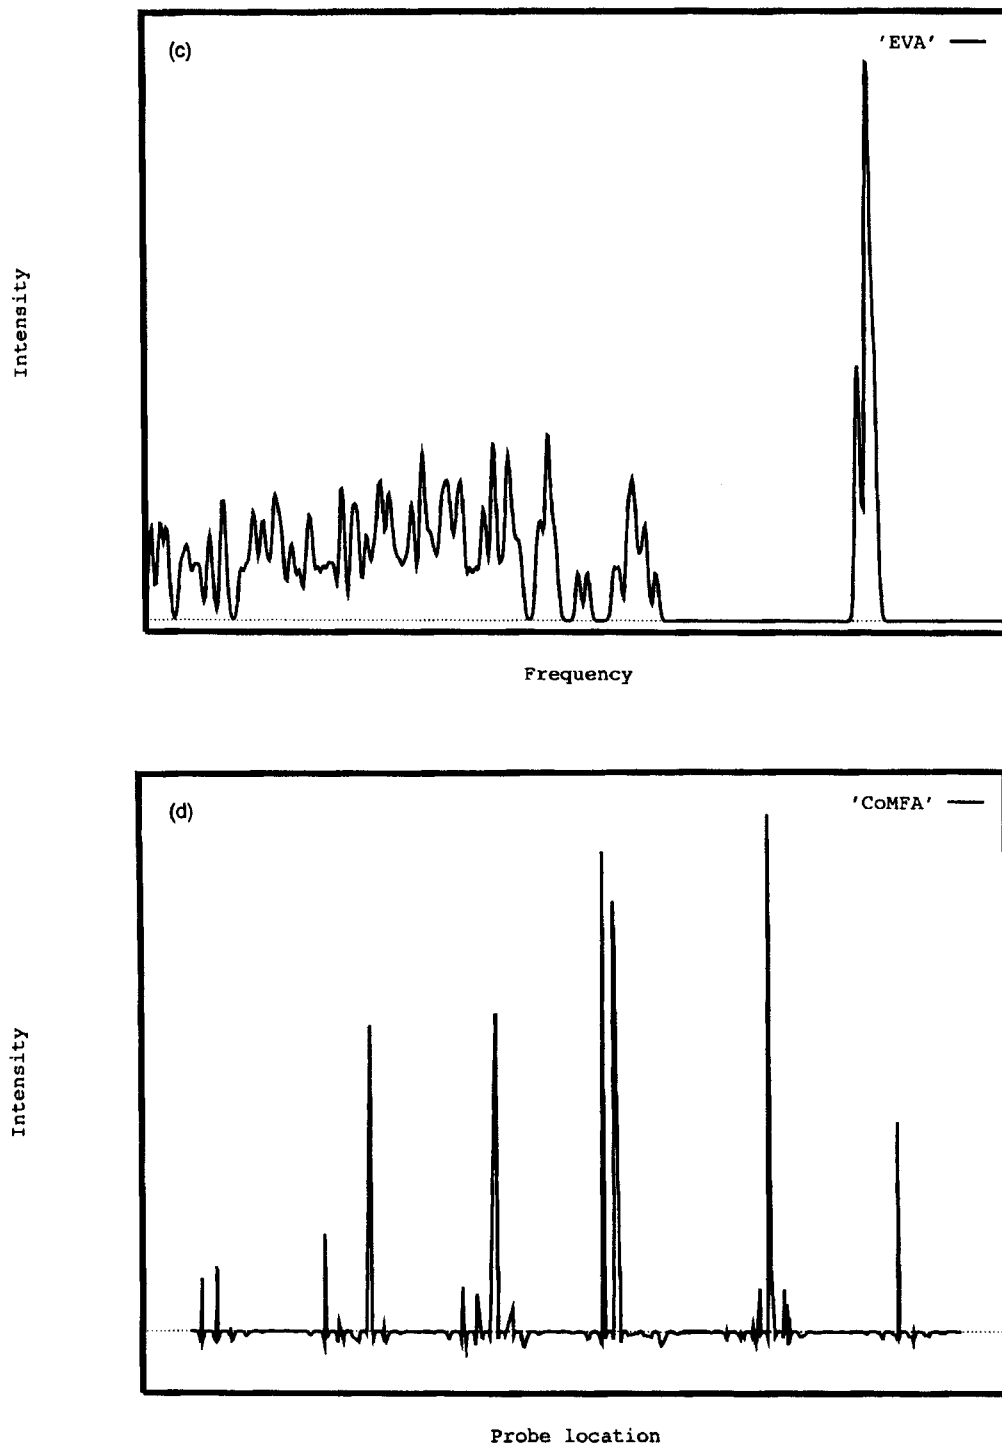 (c)
'EVA'
Intensity
Frequency
(d)
'CoMFA'
Intensity
Probe location